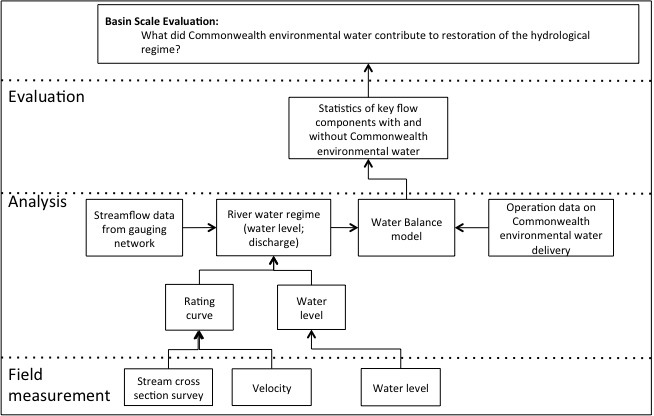 Basin Scale Evaluation:
What did Commonwealth environmental water contribute to restoration of the hydrological
regime?
Evaluation
Statistics of key flow
components with and
without Commonwealth
environmental water
Analysis
Streamflow data
from gauging
network
River water regime
(water level;
discharge)
Water Balance
model
Operation data on
Commonwealth
environmental water
delivery
Rating
curve
Water
level
Field
measurement
Stream cross
section survey
Velocity
Water level